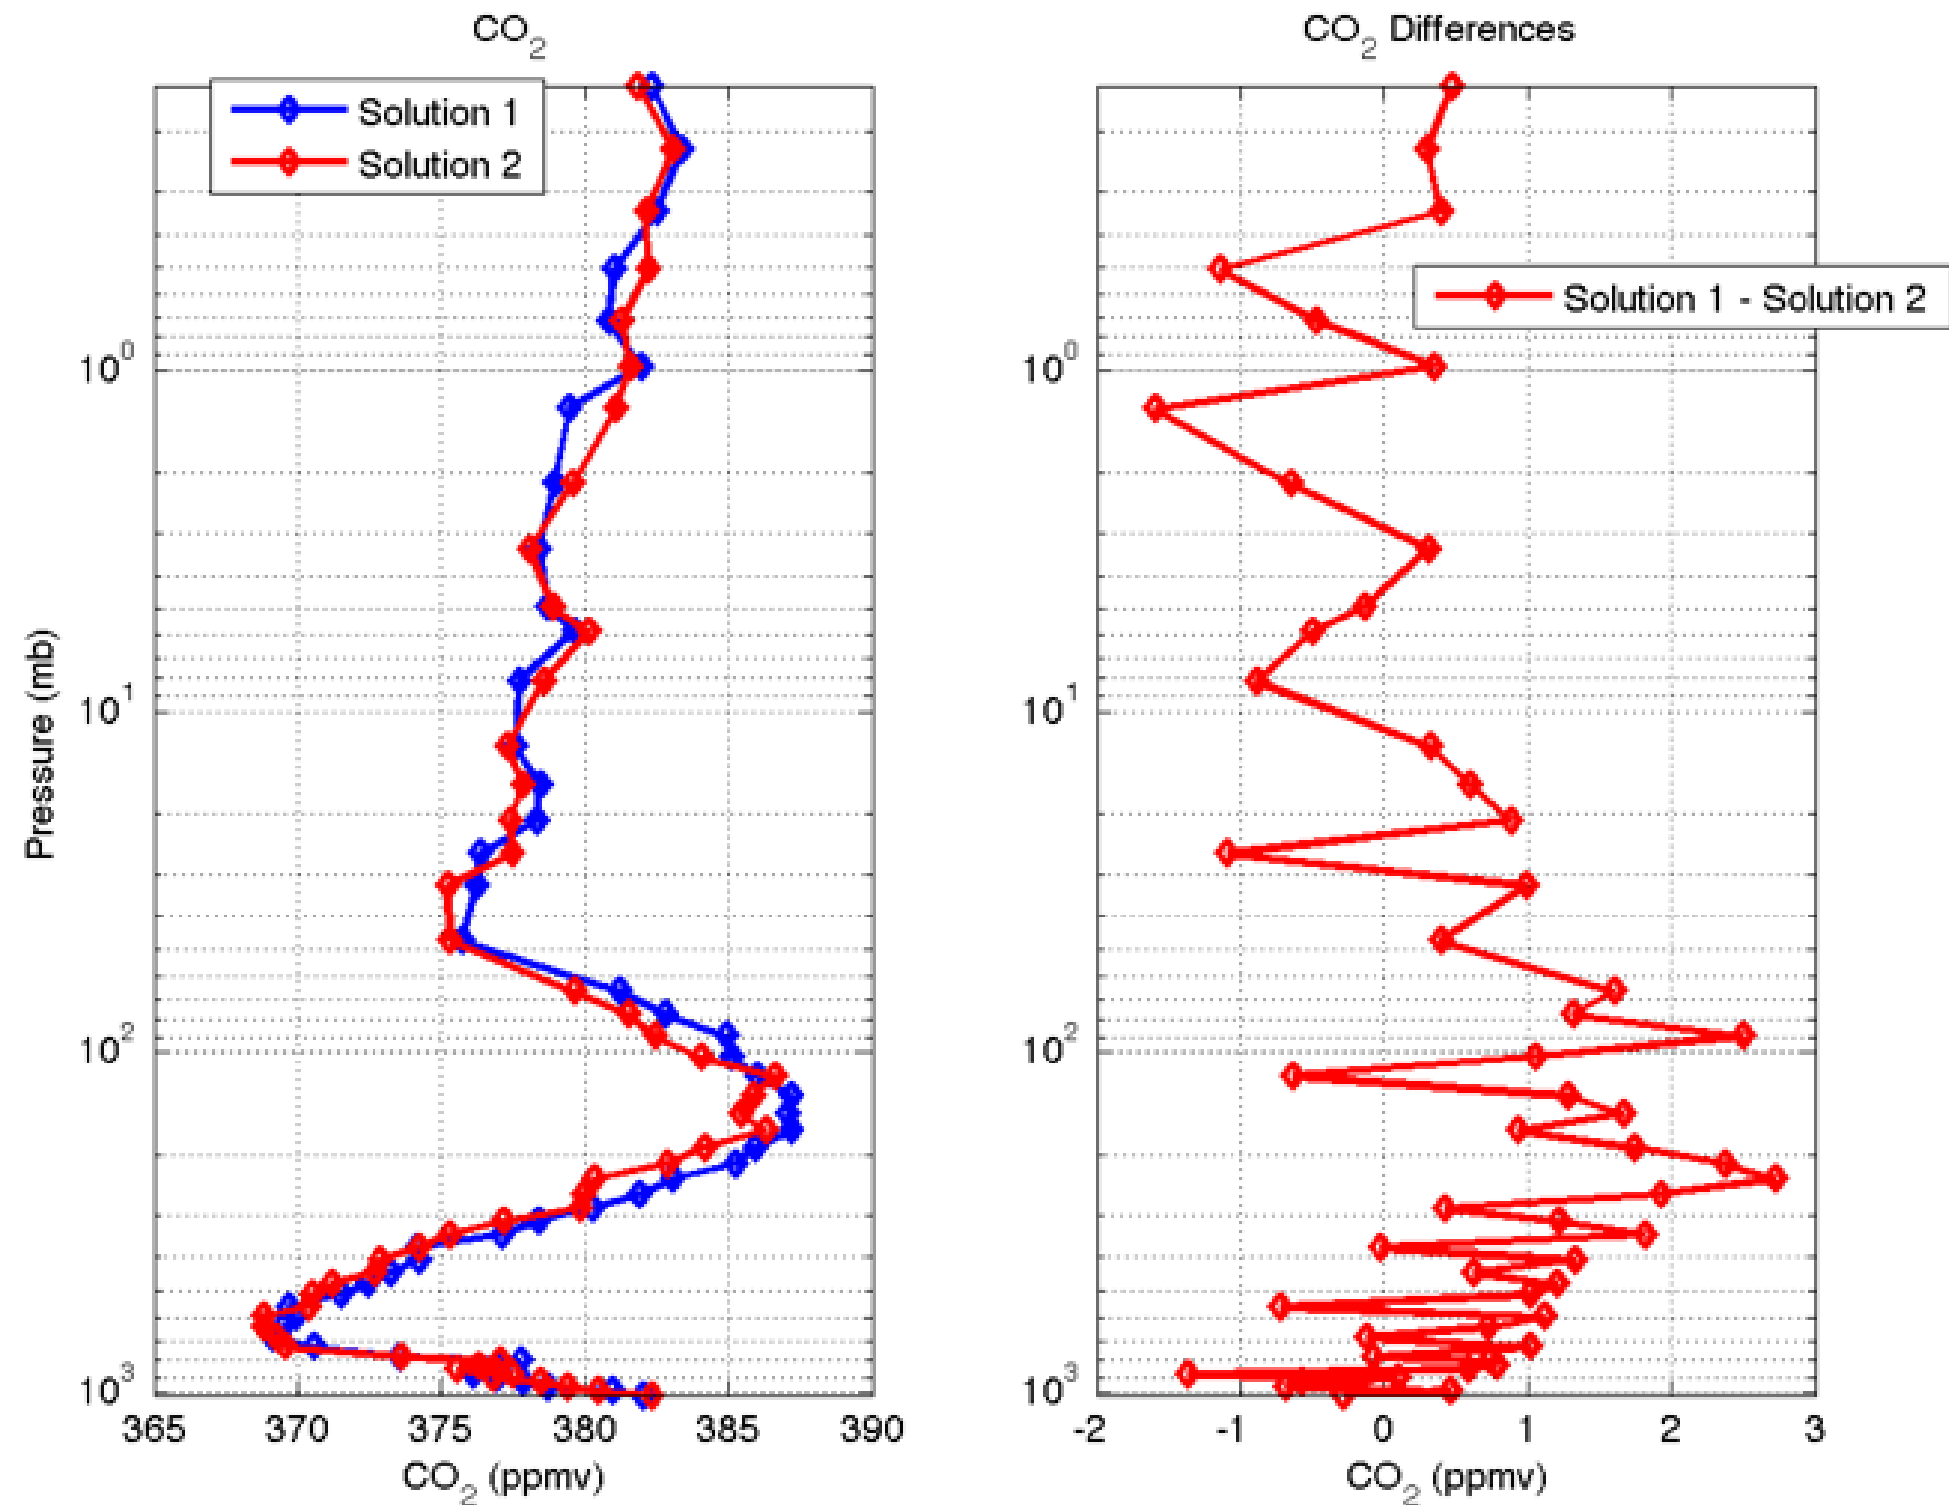 CO2
Solution 1
Solution 2
10^0
10^1
10^2
10^3
365 370 375 380 385 390
CO2 (ppmv)
Pressure (mb)
CO2 Differences
Solution 1 - Solution 2
10^0
10^1
10^2
10^3
-2 -1 0 1 2 3
CO2 (ppmv)